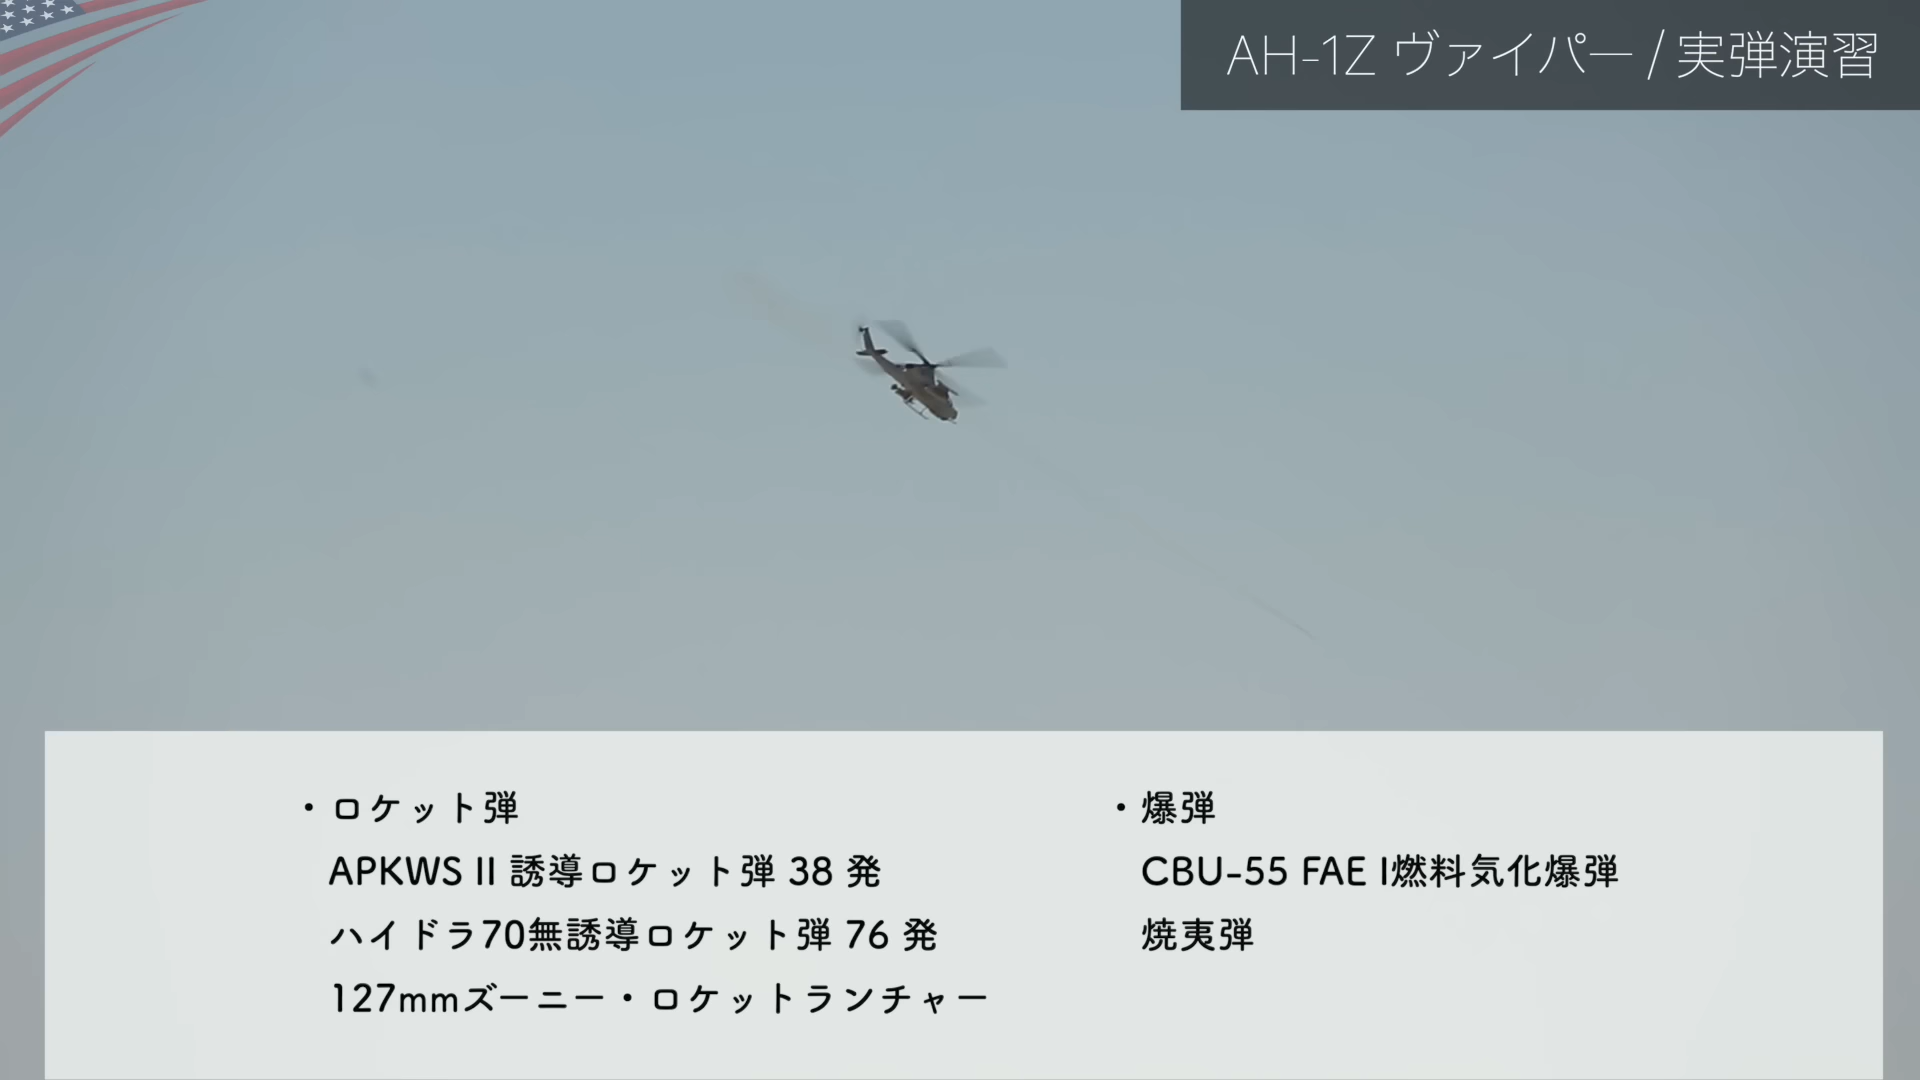 AH-1Z ヴァイパー / 実弾演習
・ロケット弾
APKWS II 誘導ロケット弾 38 発
ハイドラ70無誘導ロケット弾 76 発
127mmズーニー・ロケットランチャー
・爆弾
CBU-55 FAE I燃料気化爆弾
焼夷弾